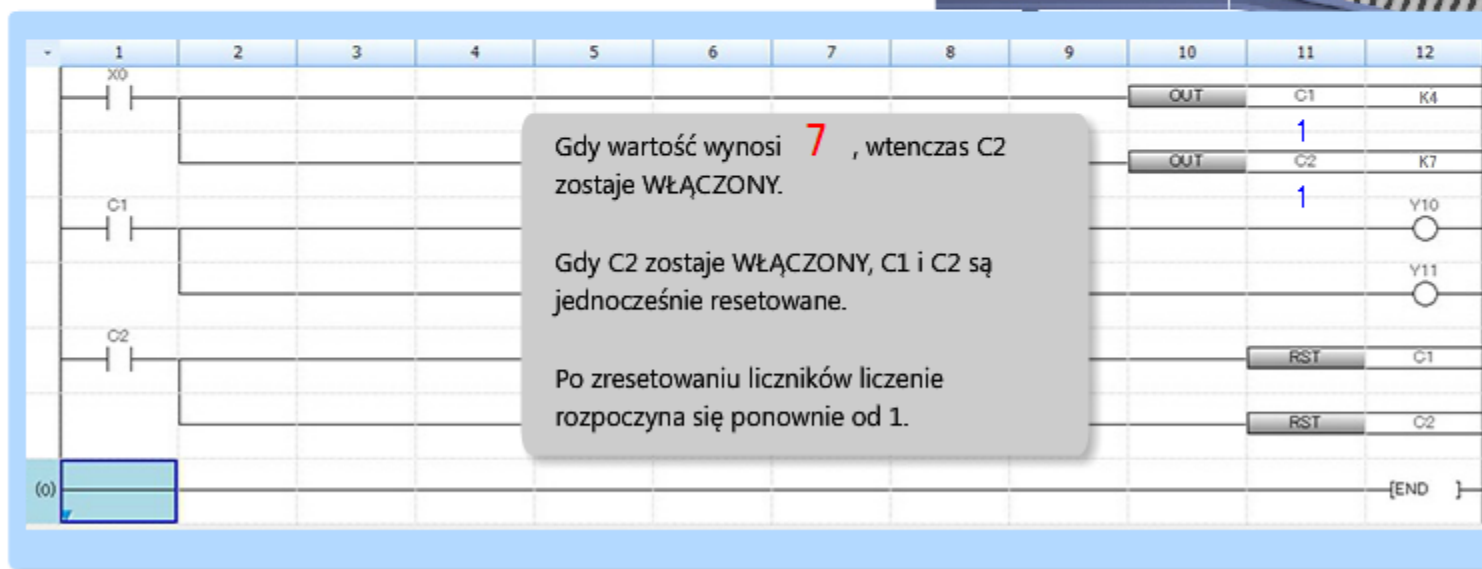 1 2 3 4 5 6 7 8 9 10 11 12
X0
OUT C1 K4
1
OUT C2 K7
1
C1
Y10
Y11
C2
RST C1
RST C2
(0)
[END ]
Gdy wartość wynosi 7 , wtenczas C2
zostaje WŁĄCZONY.
Gdy C2 zostaje WŁĄCZONY, C1 i C2 są
jednocześnie resetowane.
Po zresetowaniu liczników liczenie
rozpoczyna się ponownie od 1.